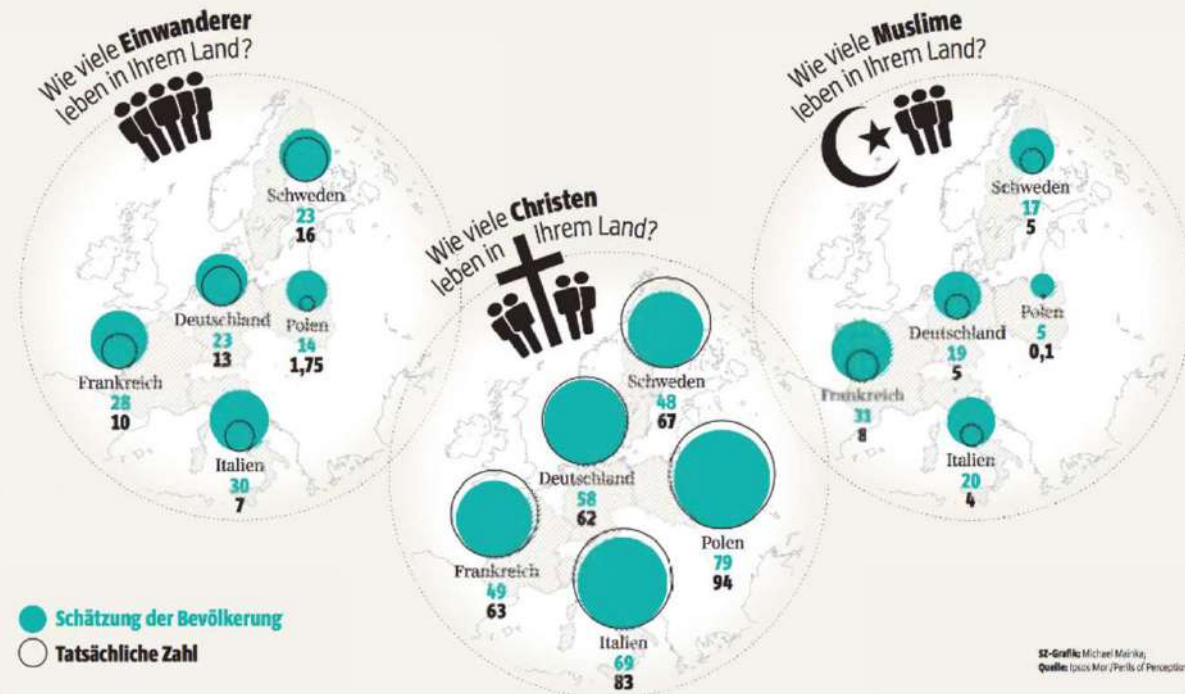 Wie viele Einwanderer
leben in Ihrem Land?
Schweden
23
16
Deutschland
23
13
Polen
14
1,75
Frankreich
28
10
Italien
30
7
Wie viele Christen
leben in Ihrem Land?
Schweden
48
67
Deutschland
58
62
Polen
79
94
Frankreich
49
63
Italien
69
83
Wie viele Muslime
leben in Ihrem Land?
Schweden
17
5
Deutschland
19
5
Polen
5
0,1
Frankreich
31
8
Italien
20
4
Schätzung der Bevölkerung
Tatsächliche Zahl
SZ-Grafik: Michael Mainka;
Quelle: Ipsos Mori/Perils of Perception